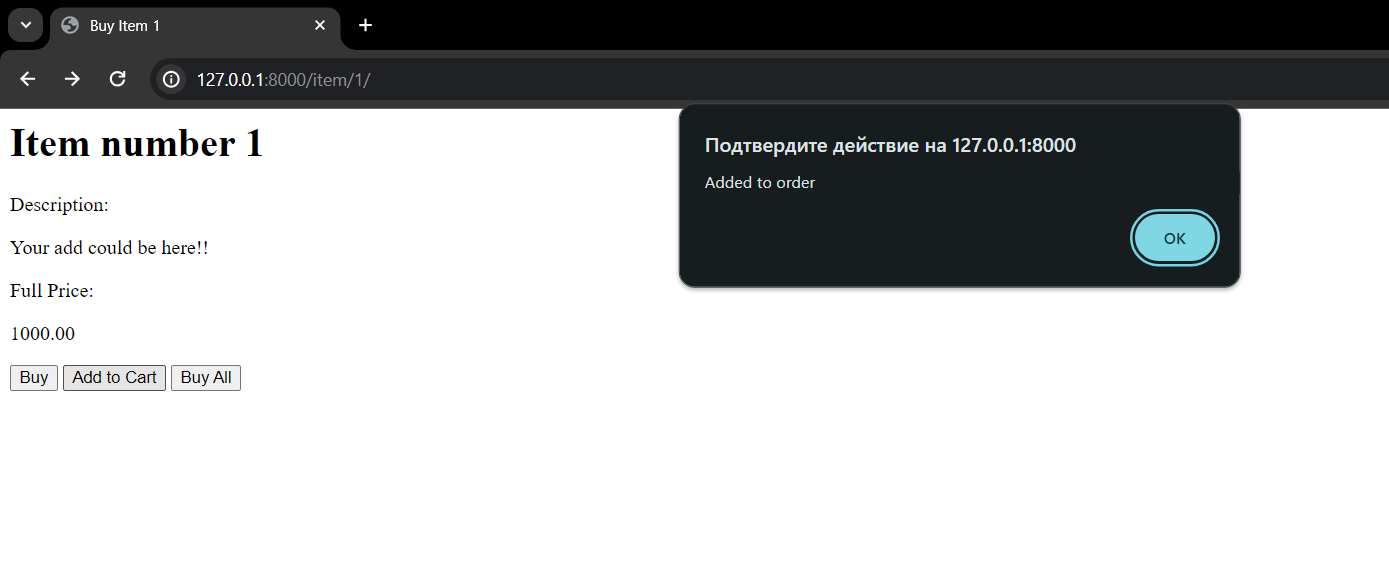 Buy Item 1
127.0.0.1:8000/item/1/
Item number 1
Description:
Your add could be here!!
Full Price:
1000.00
Buy Add to Cart Buy All
Подтвердите действие на 127.0.0.1:8000
Added to order
OK